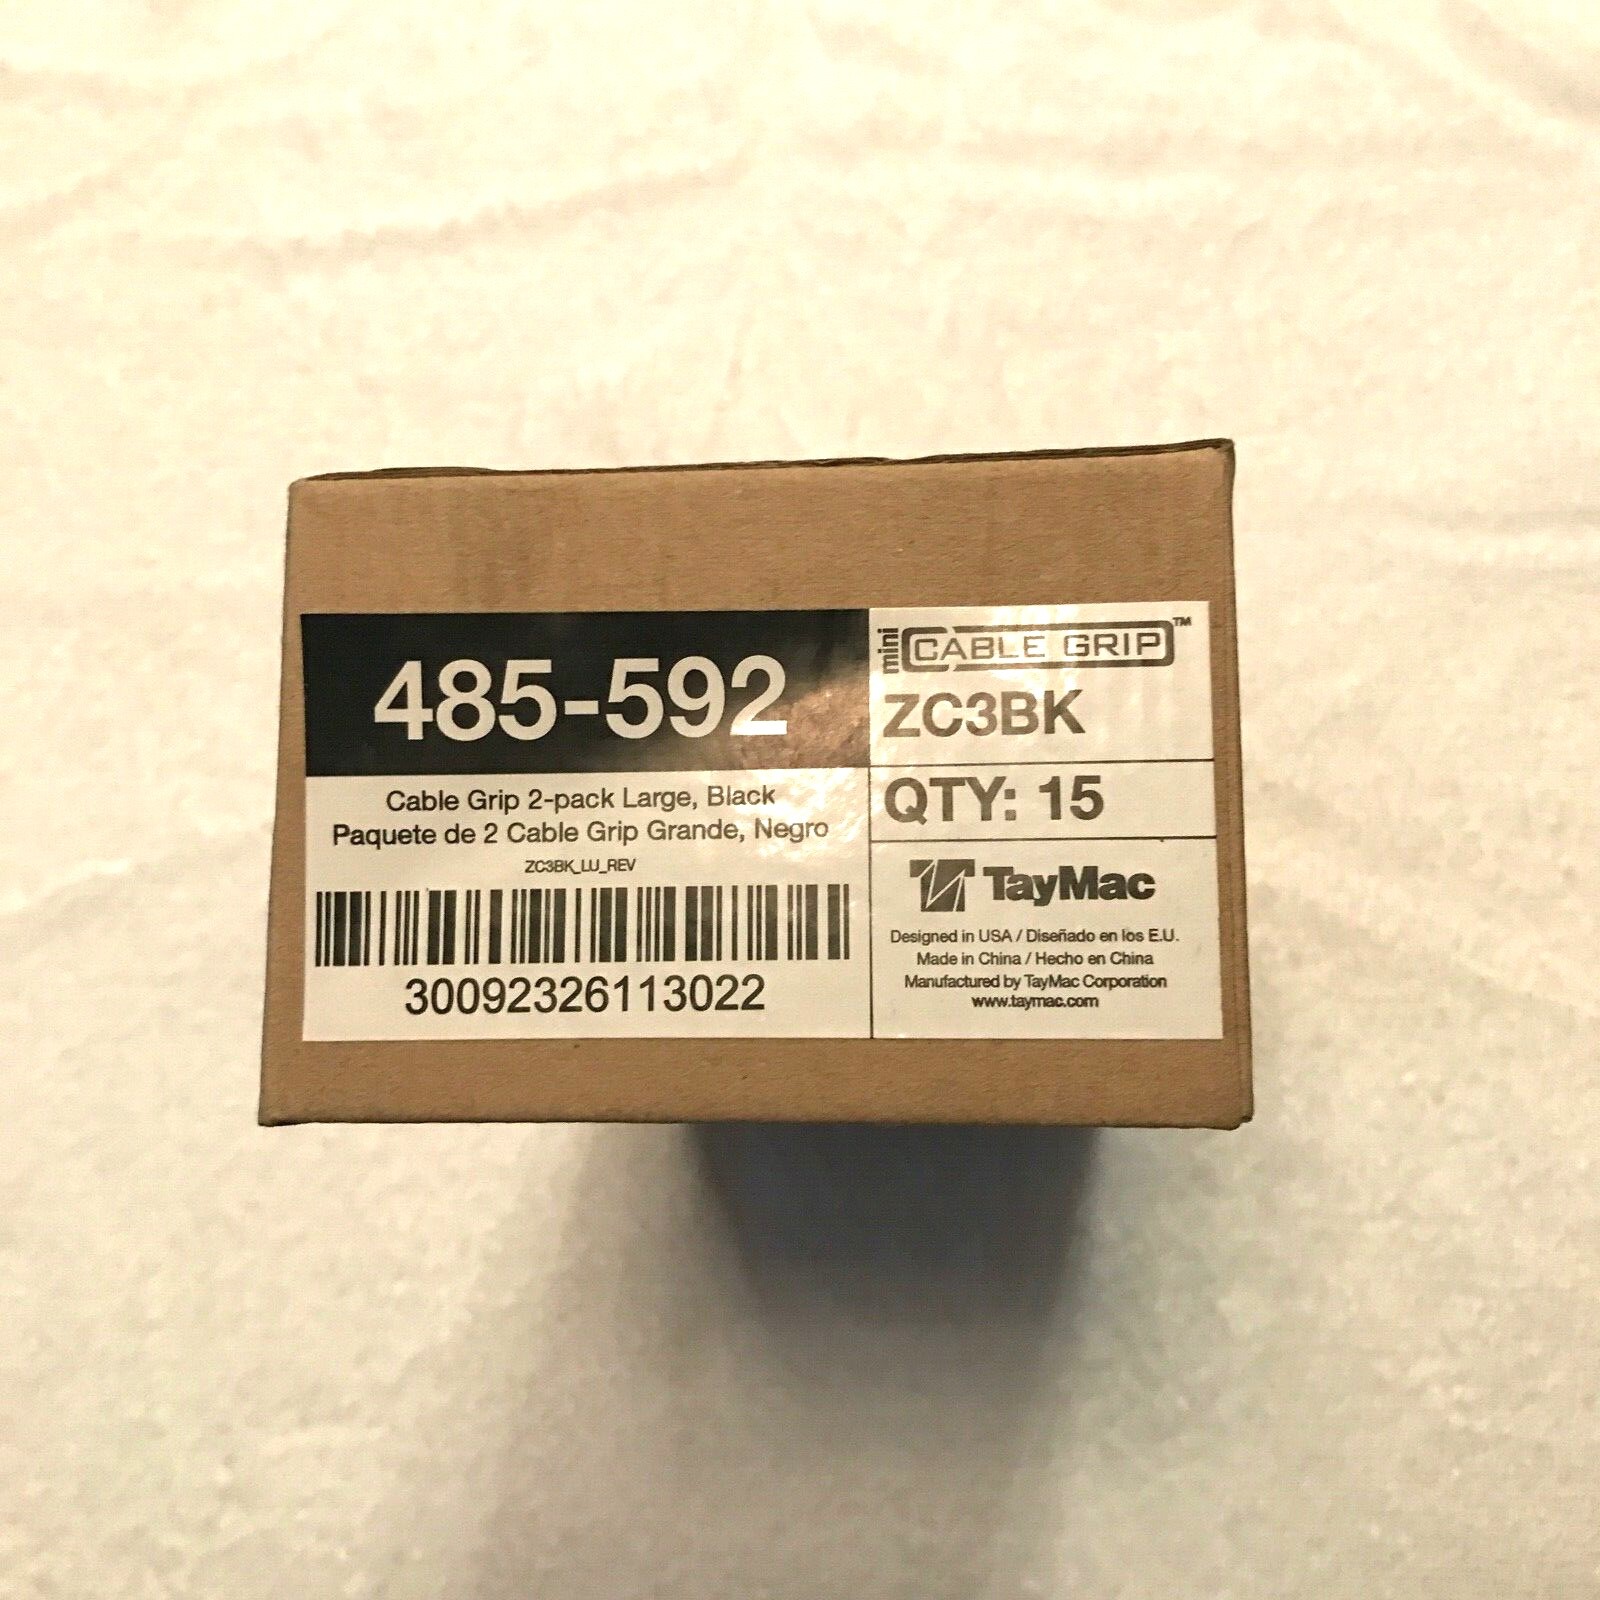 485-592
Cable Grip 2-pack Large, Black
Paquete de 2 Cable Grip Grande, Negro
ZC3BK_LU_REV
30092326113022
mini CABLE GRIP™
ZC3BK
QTY: 15
TayMac
Designed in USA / Diseñado en los E.U.
Made in China / Hecho en China
Manufactured by TayMac Corporation
www.taymac.com